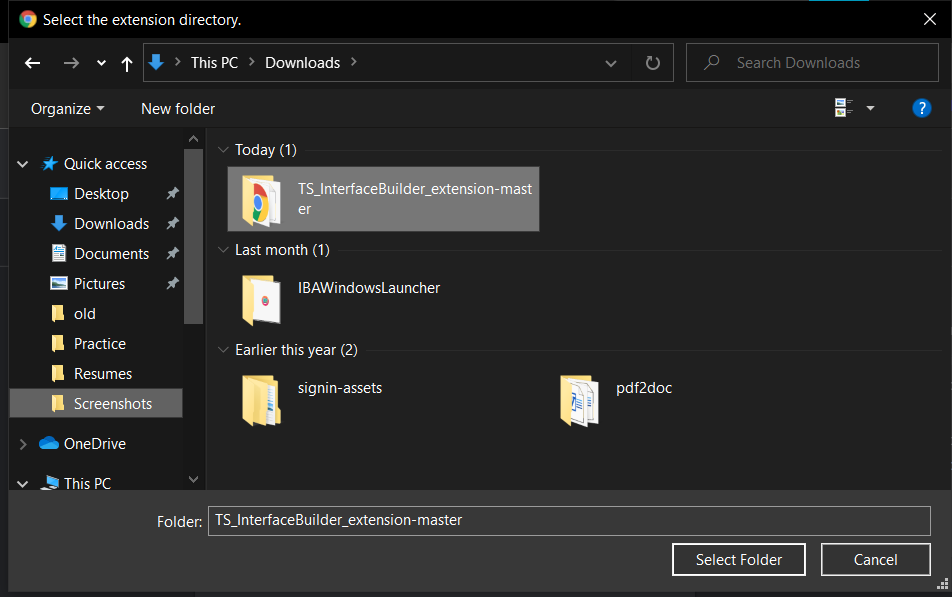 Select the extension directory.
This PC
Downloads
Search Downloads
Organize
New folder
?
Quick access
Desktop
Downloads
Documents
Pictures
old
Practice
Resumes
Screenshots
OneDrive
This PC
Today (1)
TS_InterfaceBuilder_extension-mast
er
Last month (1)
IBAWindowsLauncher
Earlier this year (2)
signin-assets
pdf2doc
Folder:
TS_InterfaceBuilder_extension-master
Select Folder
Cancel